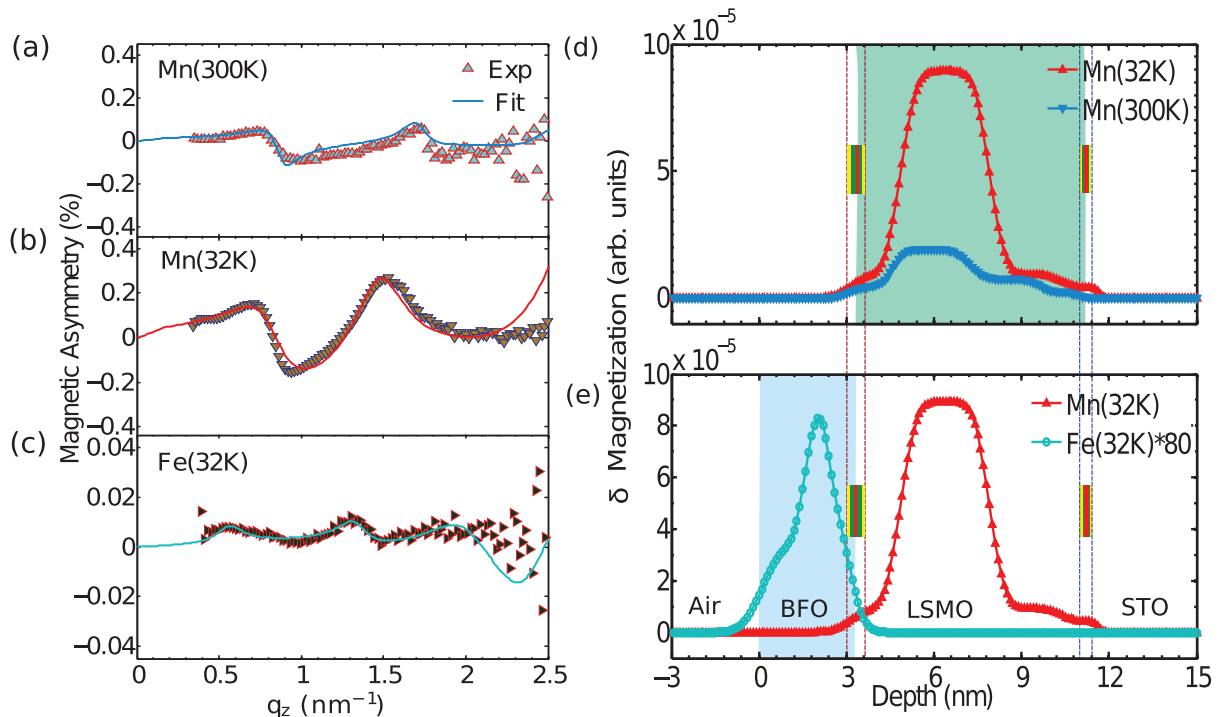 (a)
Mn(300K)
Exp
Fit
0.4
0.2
0
−0.2
−0.4
(b)
Mn(32K)
0.4
0.2
0
−0.2
0.4
(c)
Fe(32K)
0.02
0.01
0
−0.02
0.04
Magnetic Asymmetry (%)
0
0.5
1
1.5
2.0
2.5
q_z (nm⁻¹)
(d)
10 × 10⁻⁵
5
0
Mn(32K)
Mn(300K)
δ Magnetization (arb. units)
(e)
10 × 10⁻⁵
8
6
4
2
0
Mn(32K)
Fe(32K)*80
Air BFO LSMO STO
−3 0 3 6 9 12 15
Depth (nm)